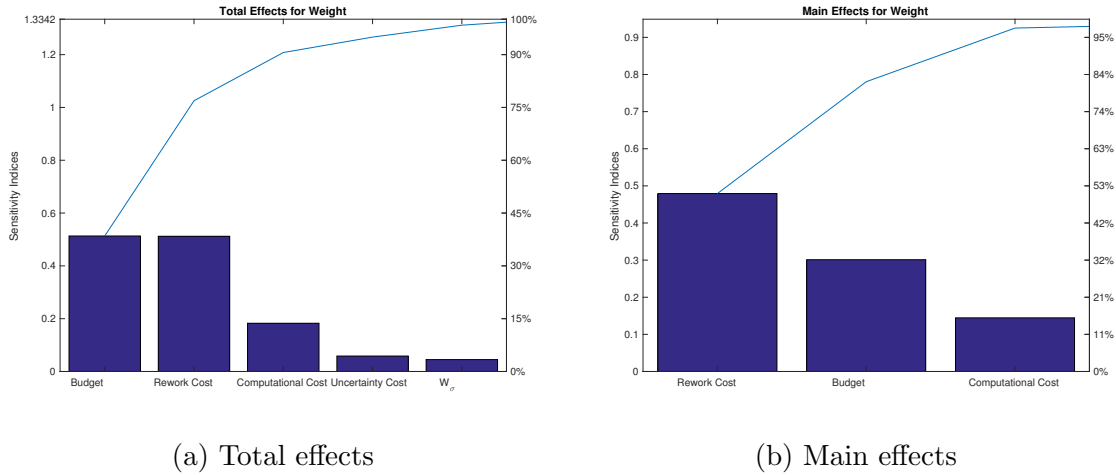 Total Effects for Weight
1.3342
1.2
1
0.8
0.6
0.4
0.2
0
Sensitivity Indices
100%
90%
75%
60%
45%
30%
15%
0%
Budget
Rework Cost
Computational Cost
Uncertainty Cost
W_σ
(a) Total effects
Main Effects for Weight
0.9
0.8
0.7
0.6
0.5
0.4
0.3
0.2
0.1
0
Sensitivity Indices
95%
84%
74%
63%
53%
42%
32%
21%
11%
0%
Rework Cost
Budget
Computational Cost
(b) Main effects